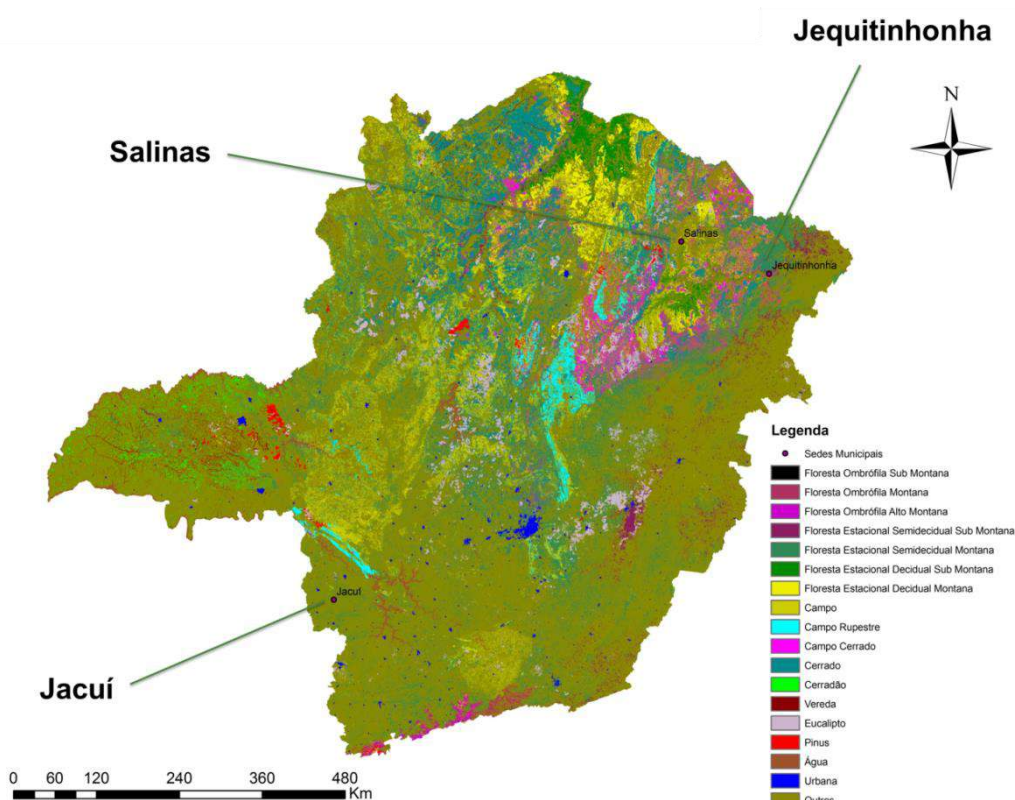 Jequitinhonha
N
Salinas
Salinas
Jequitinhonha
Jacuí
Jacuí
Legenda
Sedes Municipais
Floresta Ombrófila Sub Montana
Floresta Ombrófila Montana
Floresta Ombrófila Alto Montana
Floresta Estacional Semidecidual Sub Montana
Floresta Estacional Semidecidual Montana
Floresta Estacional Decidual Sub Montana
Floresta Estacional Decidual Montana
Campo
Campo Rupestre
Campo Cerrado
Cerrado
Cerradão
Vereda
Eucalipto
Pinus
Água
Urbana
Outros
0 60 120 240 360 480
Km